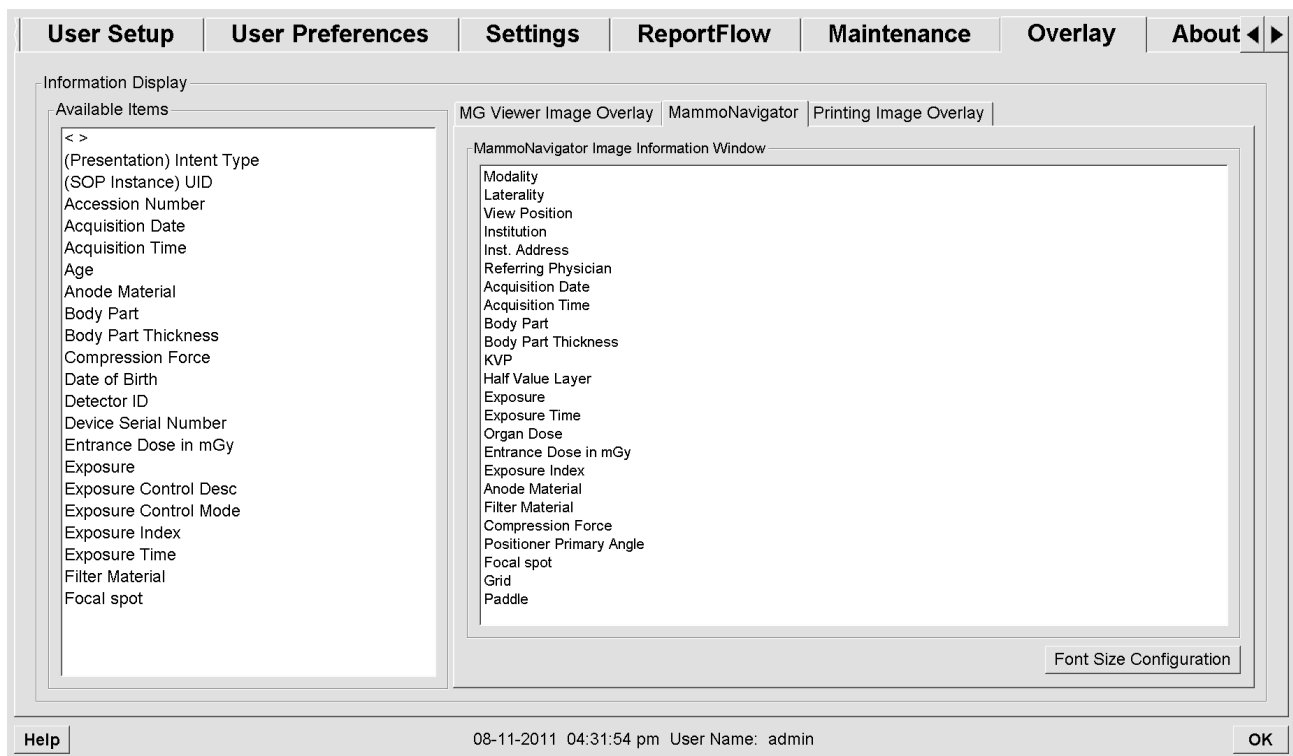 User Setup User Preferences Settings ReportFlow Maintenance Overlay About
Information Display
Available Items
< >
(Presentation) Intent Type
(SOP Instance) UID
Accession Number
Acquisition Date
Acquisition Time
Age
Anode Material
Body Part
Body Part Thickness
Compression Force
Date of Birth
Detector ID
Device Serial Number
Entrance Dose in mGy
Exposure
Exposure Control Desc
Exposure Control Mode
Exposure Index
Exposure Time
Filter Material
Focal spot
MG Viewer Image Overlay MammoNavigator Printing Image Overlay
MammoNavigator Image Information Window
Modality
Laterality
View Position
Institution
Inst. Address
Referring Physician
Acquisition Date
Acquisition Time
Body Part
Body Part Thickness
KVP
Half Value Layer
Exposure
Exposure Time
Organ Dose
Entrance Dose in mGy
Exposure Index
Anode Material
Filter Material
Compression Force
Positioner Primary Angle
Focal spot
Grid
Paddle
Font Size Configuration
Help 08-11-2011 04:31:54 pm User Name: admin OK